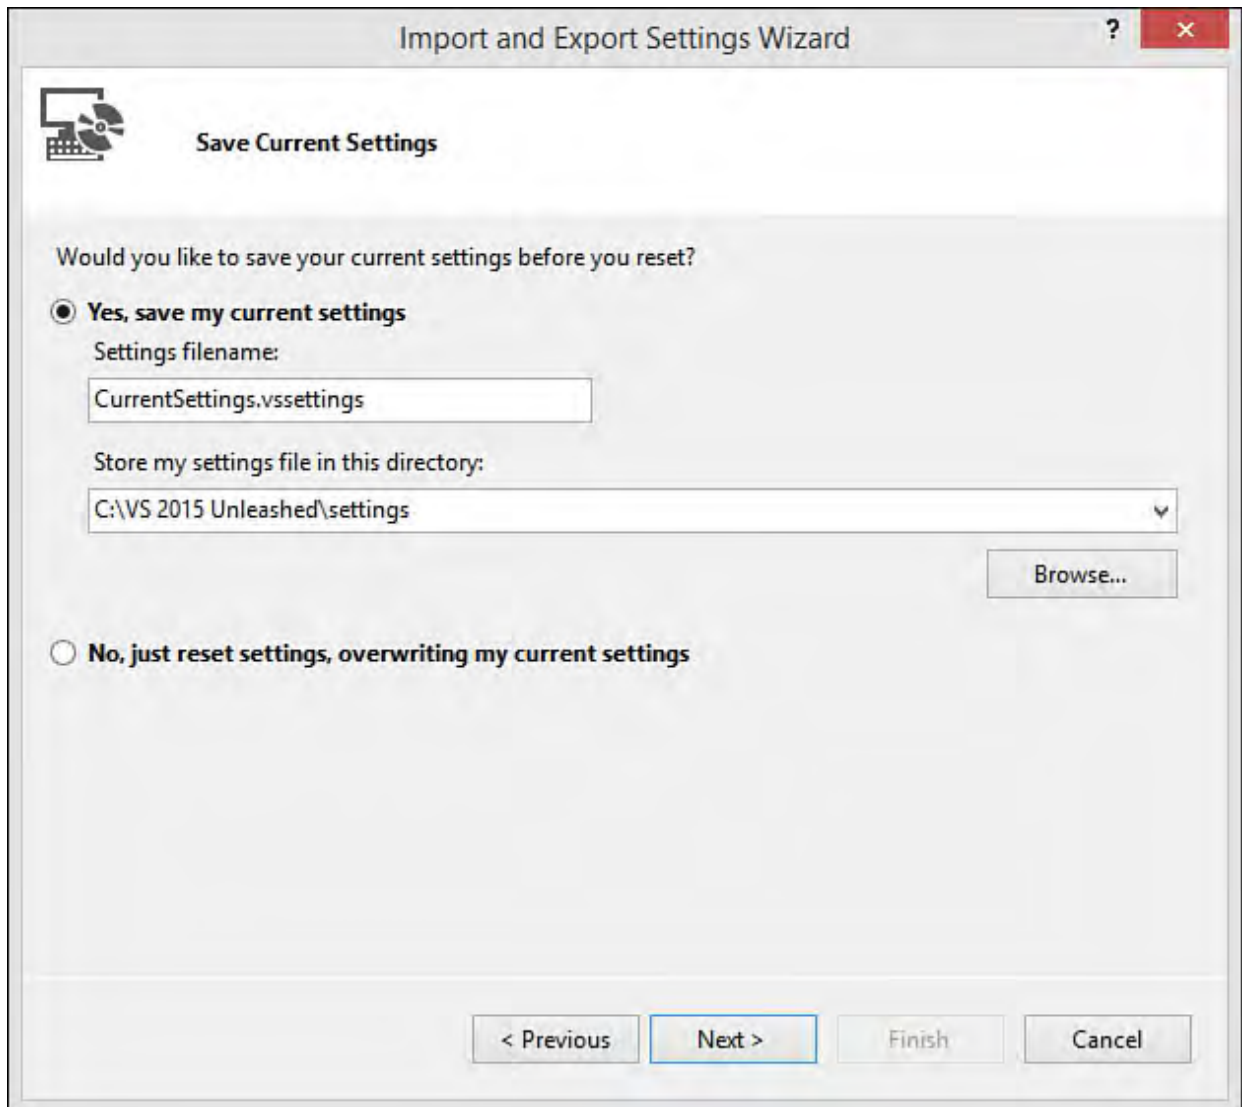 Import and Export Settings Wizard ? ×
Save Current Settings
Would you like to save your current settings before you reset?
Yes, save my current settings
Settings filename:
CurrentSettings.vssettings
Store my settings file in this directory:
C:\VS 2015 Unleashed\settings
Browse...
No, just reset settings, overwriting my current settings
< Previous Next > Finish Cancel